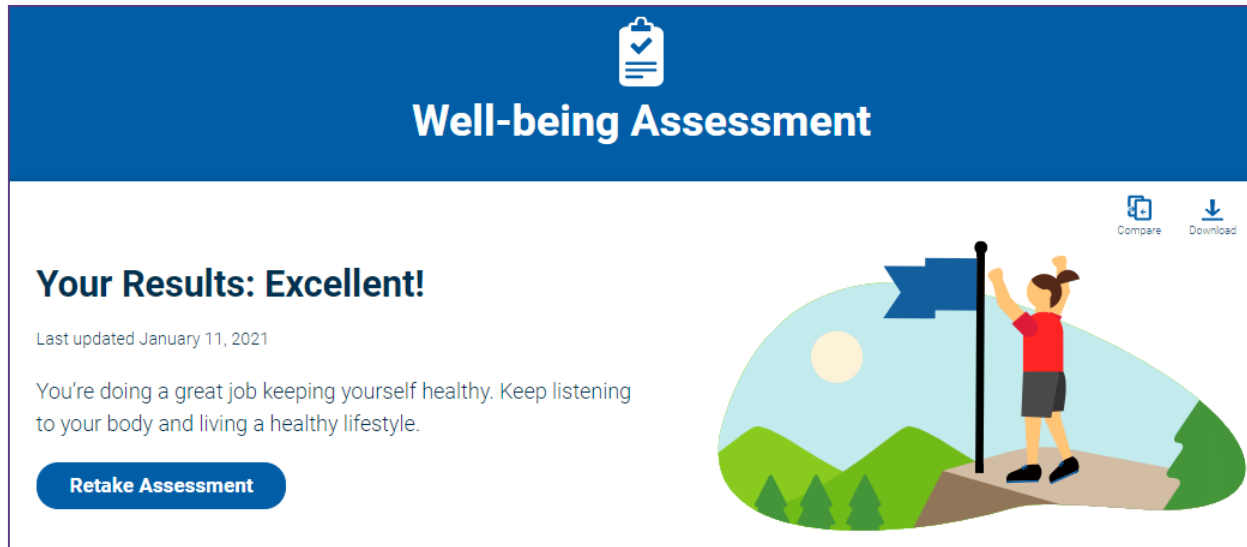 Well-being Assessment
Compare
Download
Your Results: Excellent!
Last updated January 11, 2021
You’re doing a great job keeping yourself healthy. Keep listening
to your body and living a healthy lifestyle.
Retake Assessment